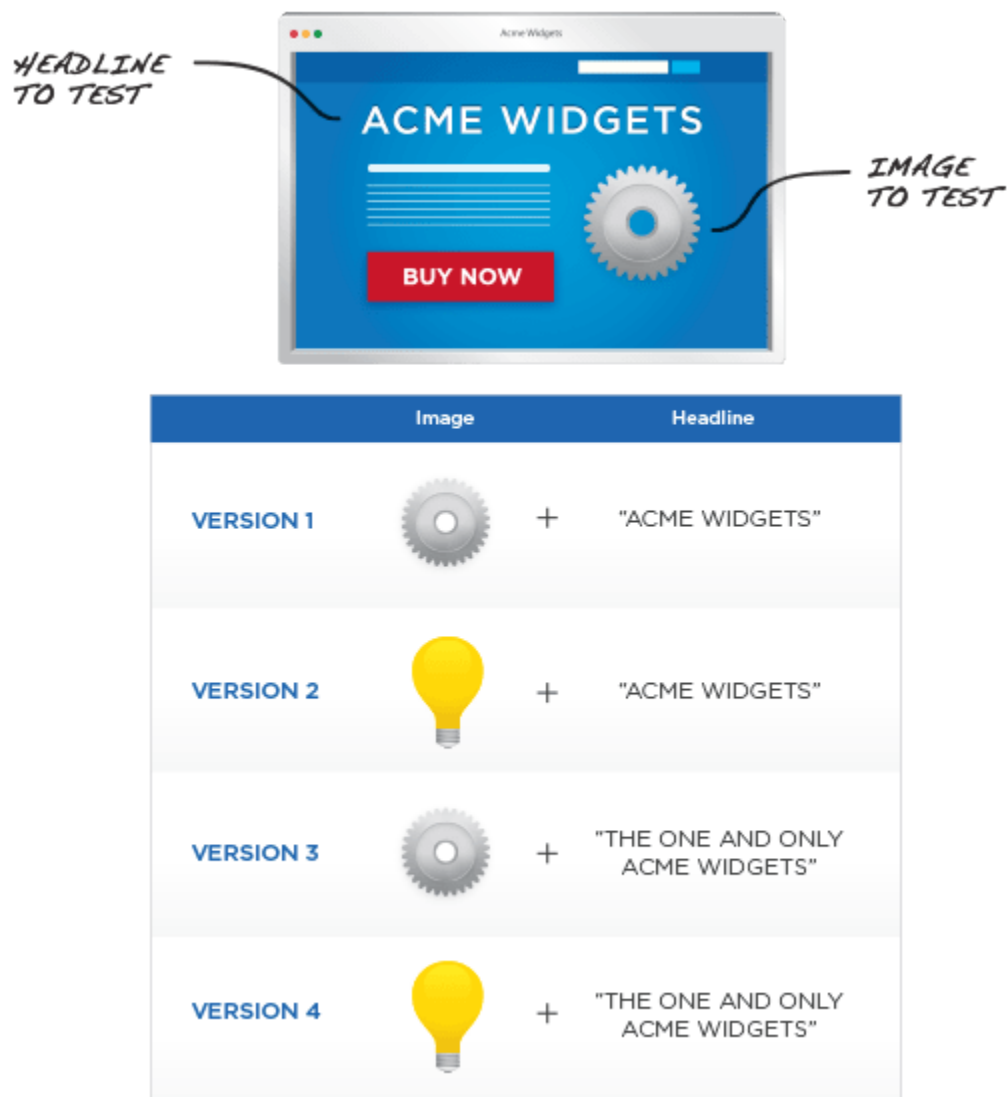 Acme Widgets
HEADLINE
TO TEST
ACME WIDGETS
IMAGE
TO TEST
BUY NOW
Image Headline
VERSION 1 + "ACME WIDGETS"
VERSION 2 + "ACME WIDGETS"
VERSION 3 + "THE ONE AND ONLY
ACME WIDGETS"
VERSION 4 + "THE ONE AND ONLY
ACME WIDGETS"